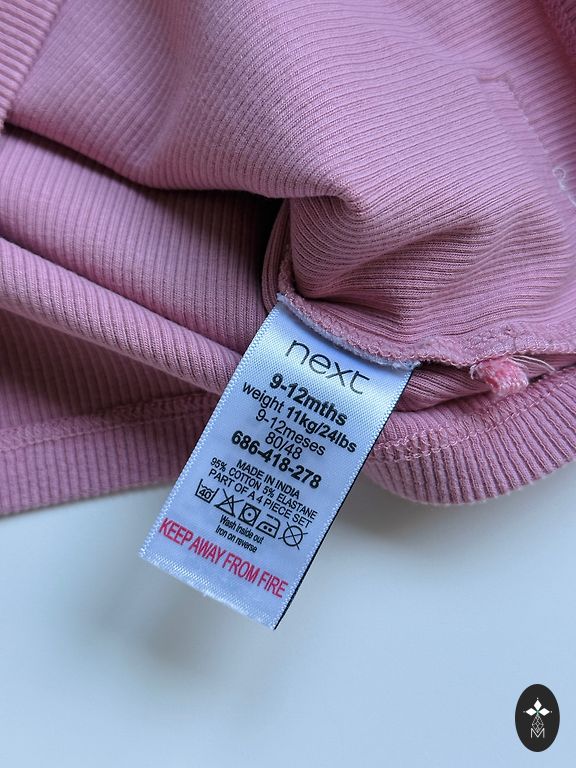 next
9-12mths
weight 11kg/24lbs
9-12meses
80/48
686-418-278
MADE IN INDIA
95% COTTON 5% ELASTANE
PART OF A 4 PIECE SET
Wash inside out
Iron on reverse
KEEP AWAY FROM FIRE
M